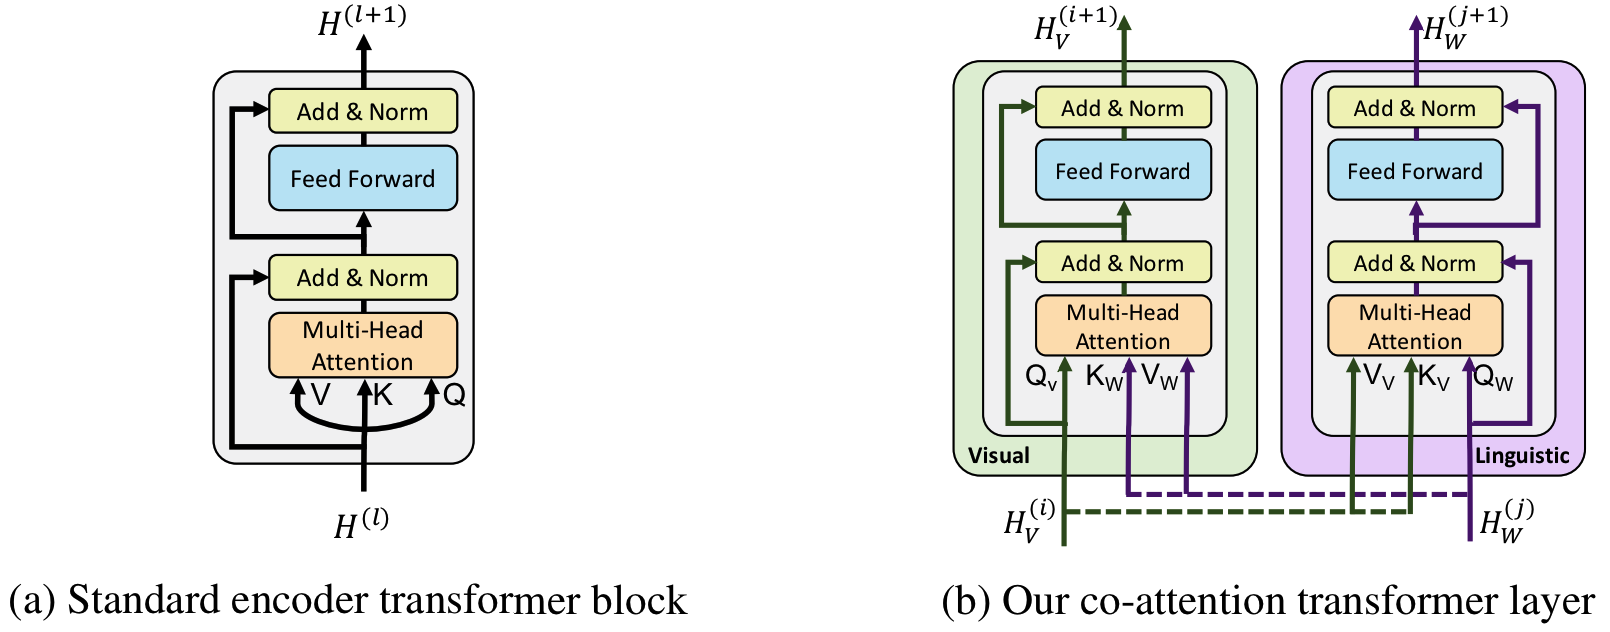 H^(l+1)
Add & Norm
Feed Forward
Add & Norm
Multi-Head
Attention
V K Q
H^(l)
(a) Standard encoder transformer block
H_V^(i+1)
Add & Norm
Feed Forward
Add & Norm
Multi-Head
Attention
Q_v K_W V_W
Visual
H_V^(i)
H_W^(j+1)
Add & Norm
Feed Forward
Add & Norm
Multi-Head
Attention
V_V K_V Q_W
Linguistic
H_W^(j)
(b) Our co-attention transformer layer